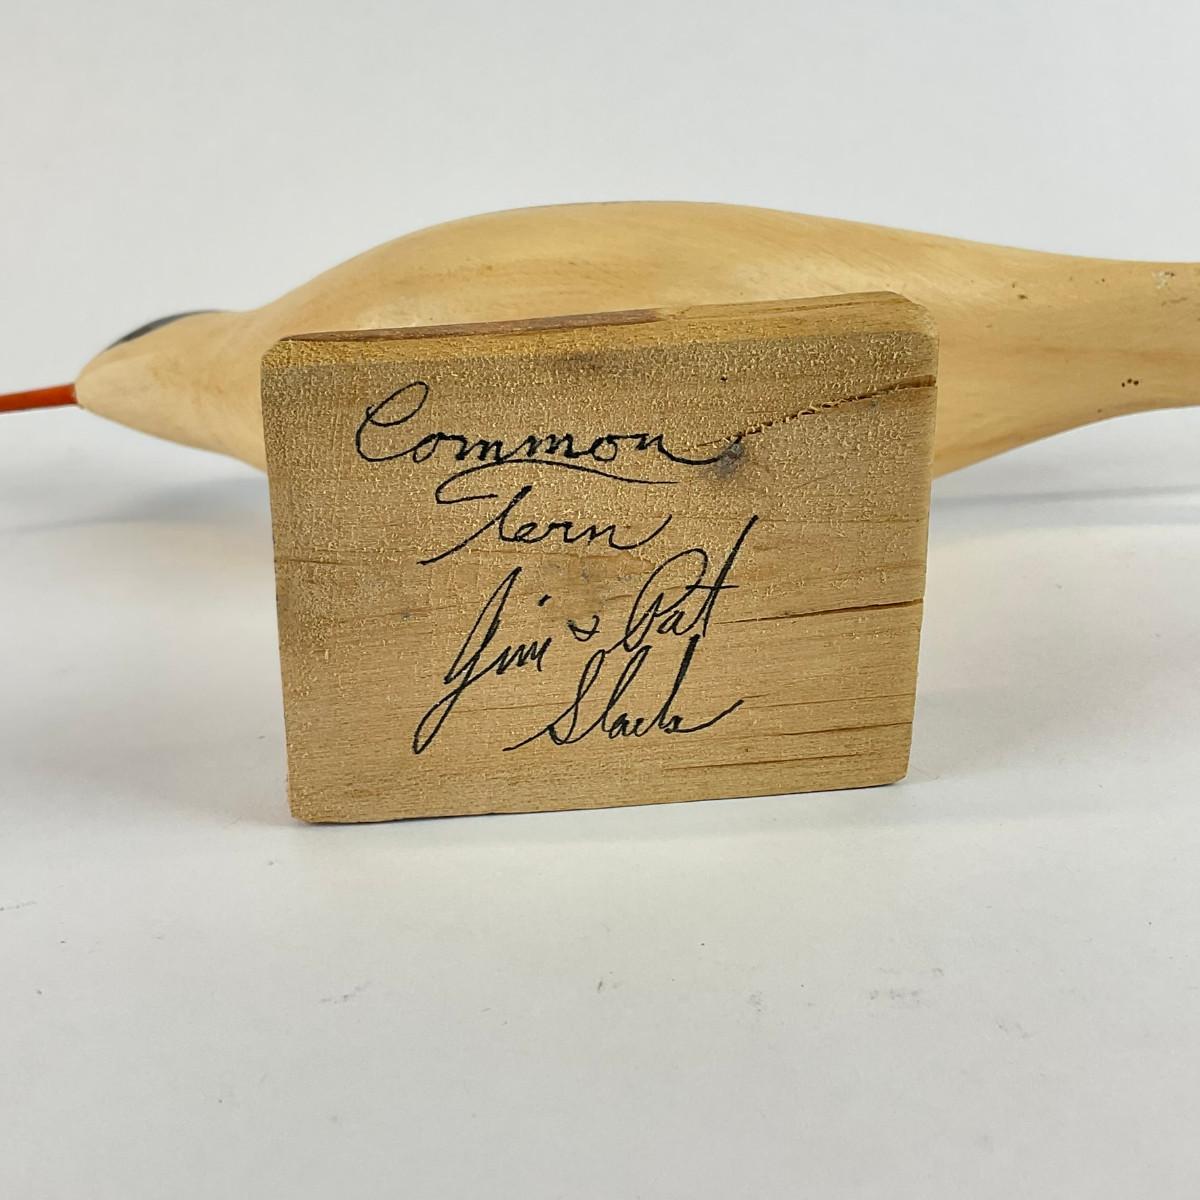 Common
Tern
Jim & Pat
Slack